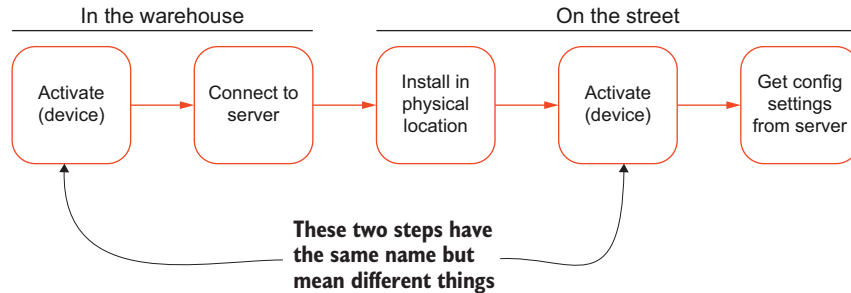 In the warehouse
On the street
Activate
(device)
Connect to
server
Install in
physical
location
Activate
(device)
Get config
settings
from server
These two steps have
the same name but
mean different things